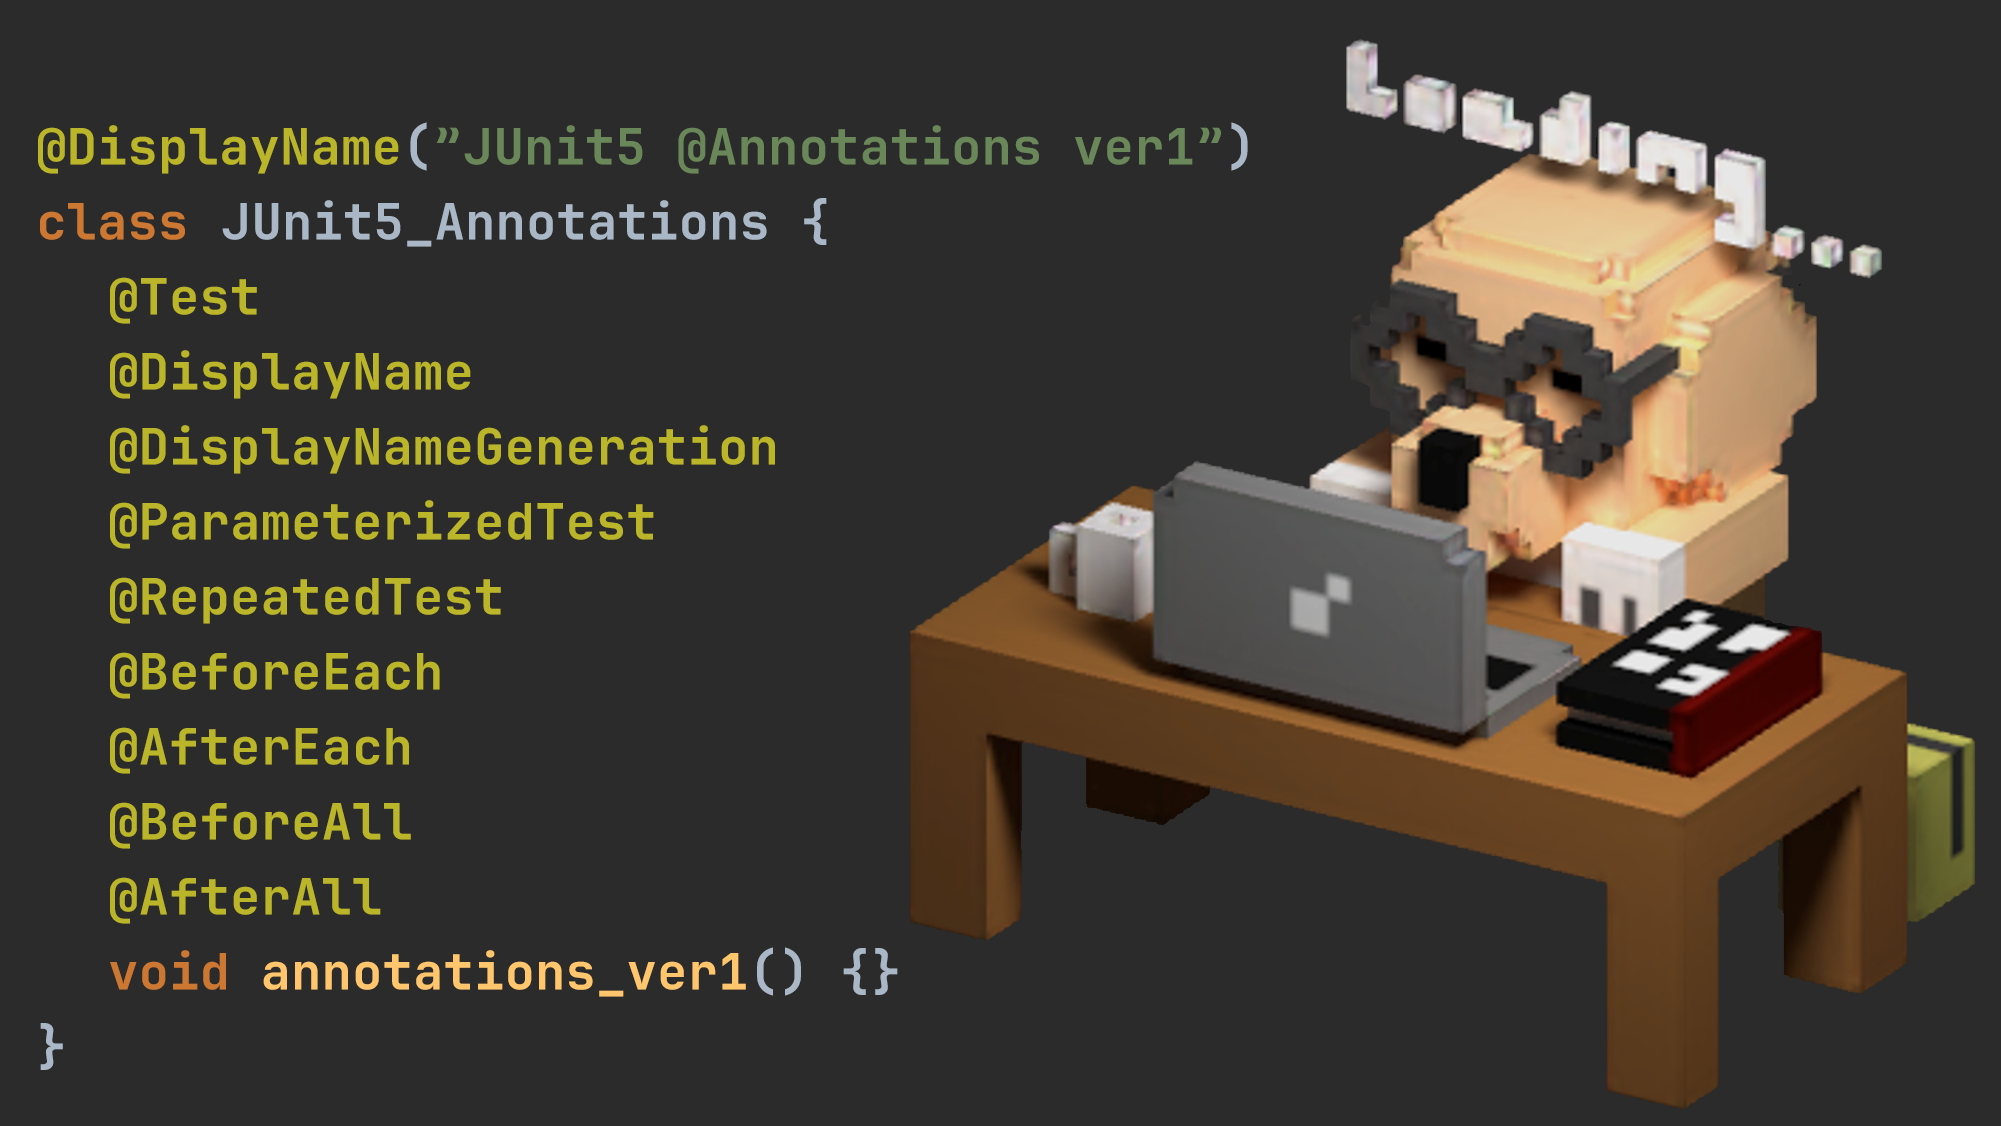 @DisplayName(”JUnit5 @Annotations ver1”)
class JUnit5_Annotations {
@Test
@DisplayName
@DisplayNameGeneration
@ParameterizedTest
@RepeatedTest
@BeforeEach
@AfterEach
@BeforeAll
@AfterAll
void annotations_ver1() {}
}
Loading...